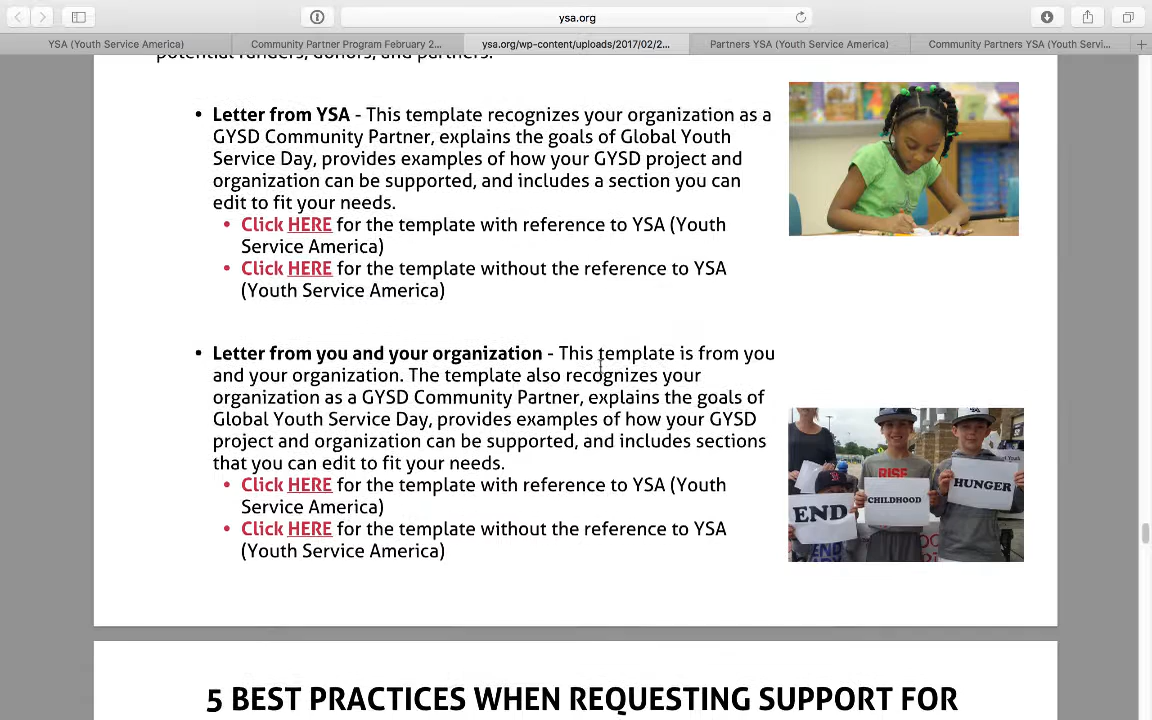 ysa.org
YSA (Youth Service America)
Community Partner Program February 2...
ysa.org/wp-content/uploads/2017/02/2...
Partners YSA (Youth Service America)
Community Partners YSA (Youth Servi...
potential funders, donors, and partners.
• Letter from YSA - This template recognizes your organization as a
GYSD Community Partner, explains the goals of Global Youth
Service Day, provides examples of how your GYSD project and
organization can be supported, and includes a section you can
edit to fit your needs.
• Click HERE for the template with reference to YSA (Youth
Service America)
• Click HERE for the template without the reference to YSA
(Youth Service America)
• Letter from you and your organization - This template is from you
and your organization. The template also recognizes your
organization as a GYSD Community Partner, explains the goals of
Global Youth Service Day, provides examples of how your GYSD
project and organization can be supported, and includes sections
that you can edit to fit your needs.
• Click HERE for the template with reference to YSA (Youth
Service America)
• Click HERE for the template without the reference to YSA
(Youth Service America)
RISE
END
CHILDHOOD
HUNGER
5 BEST PRACTICES WHEN REQUESTING SUPPORT FOR